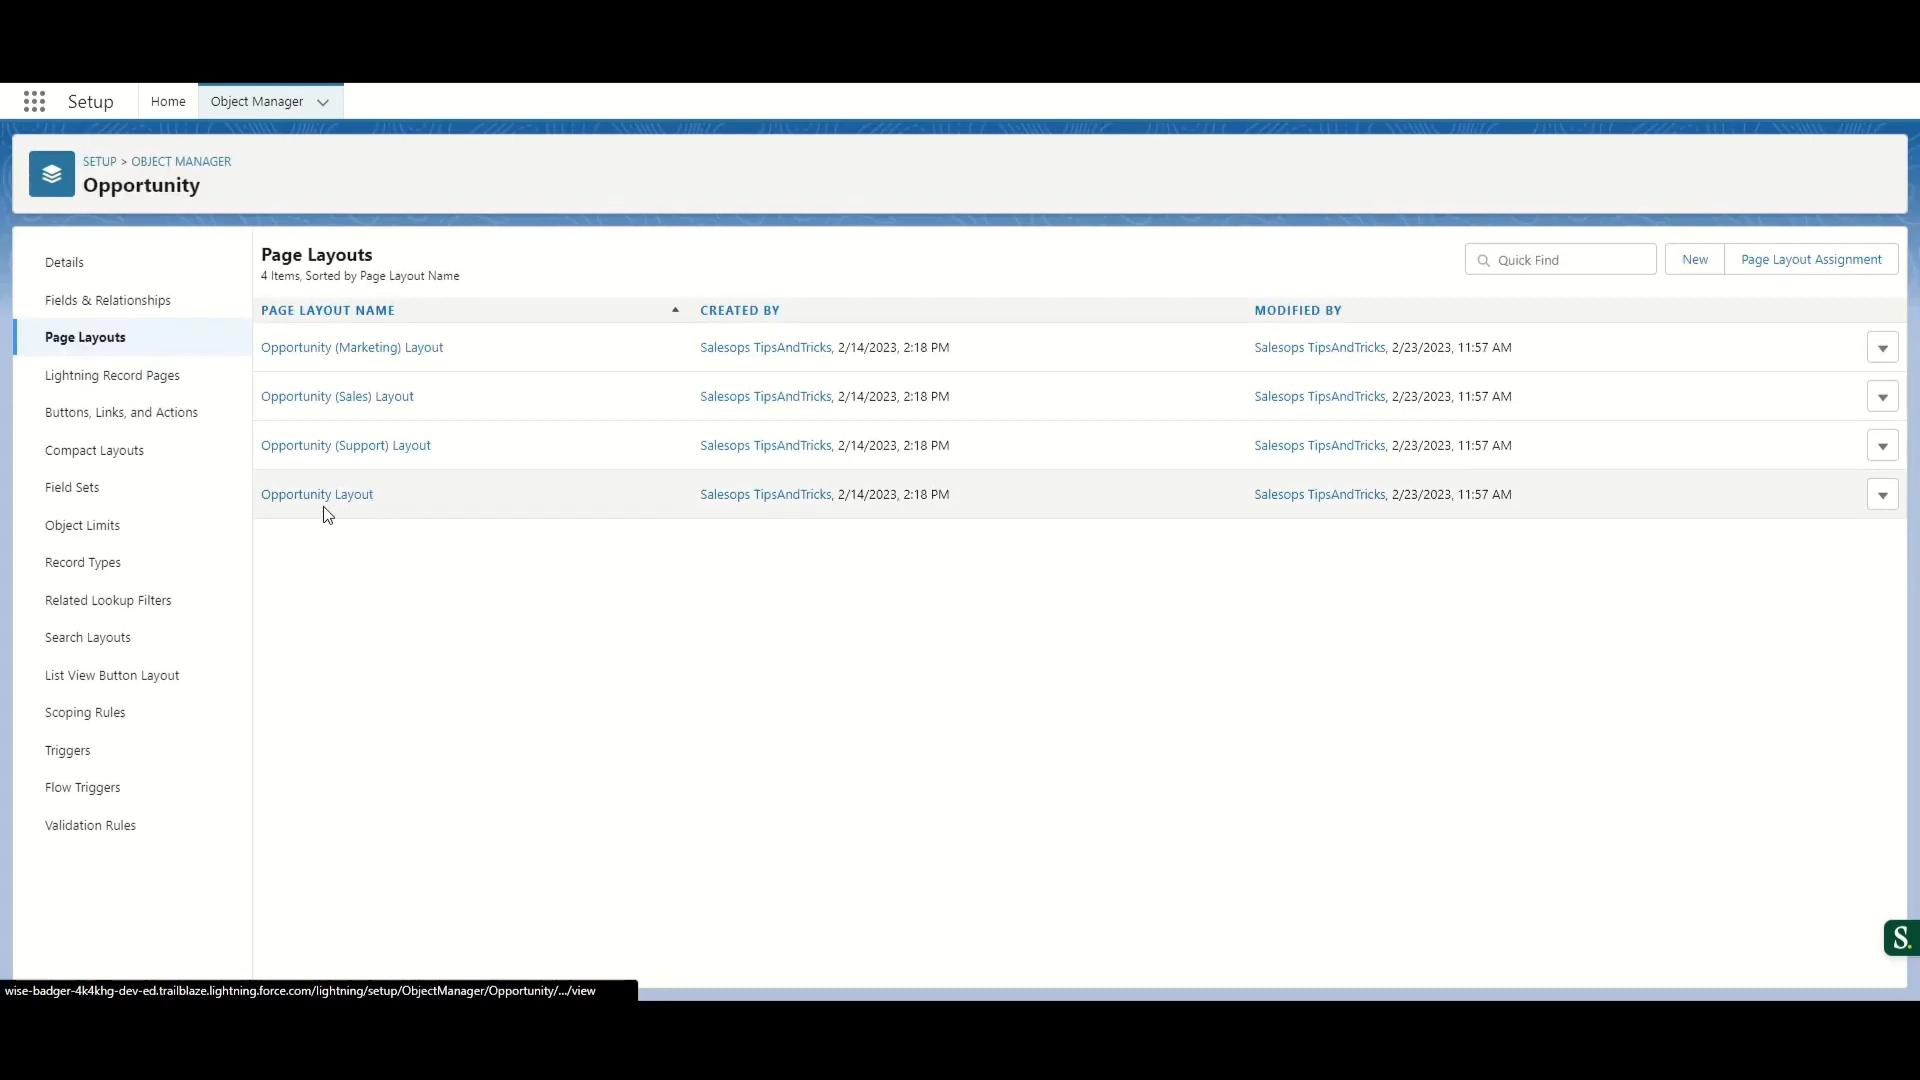 Setup
Home
Object Manager
SETUP > OBJECT MANAGER
Opportunity
Details
Fields & Relationships
Page Layouts
Lightning Record Pages
Buttons, Links, and Actions
Compact Layouts
Field Sets
Object Limits
Record Types
Related Lookup Filters
Search Layouts
List View Button Layout
Scoping Rules
Triggers
Flow Triggers
Validation Rules
Page Layouts
4 Items, Sorted by Page Layout Name
Quick Find
New
Page Layout Assignment
PAGE LAYOUT NAME CREATED BY MODIFIED BY
Opportunity (Marketing) Layout Salesops TipsAndTricks, 2/14/2023, 2:18 PM Salesops TipsAndTricks, 2/23/2023, 11:57 AM
Opportunity (Sales) Layout Salesops TipsAndTricks, 2/14/2023, 2:18 PM Salesops TipsAndTricks, 2/23/2023, 11:57 AM
Opportunity (Support) Layout Salesops TipsAndTricks, 2/14/2023, 2:18 PM Salesops TipsAndTricks, 2/23/2023, 11:57 AM
Opportunity Layout Salesops TipsAndTricks, 2/14/2023, 2:18 PM Salesops TipsAndTricks, 2/23/2023, 11:57 AM
S.
wise-badger-4k4khg-dev-ed.trailblaze.lightning.force.com/lightning/setup/ObjectManager/Opportunity/.../view